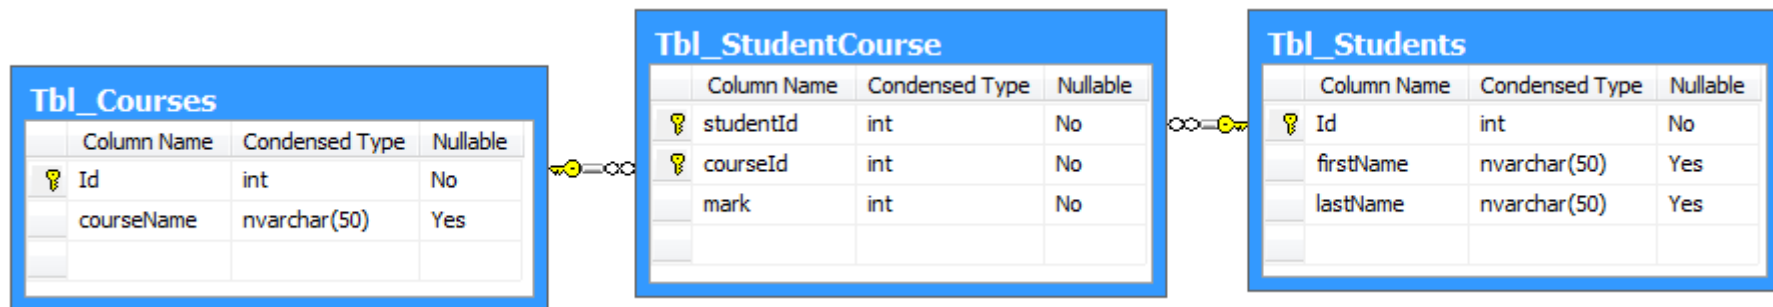 Tbl_Courses
Column Name Condensed Type Nullable
Id int No
courseName nvarchar(50) Yes
Tbl_StudentCourse
Column Name Condensed Type Nullable
studentId int No
courseId int No
mark int No
Tbl_Students
Column Name Condensed Type Nullable
Id int No
firstName nvarchar(50) Yes
lastName nvarchar(50) Yes